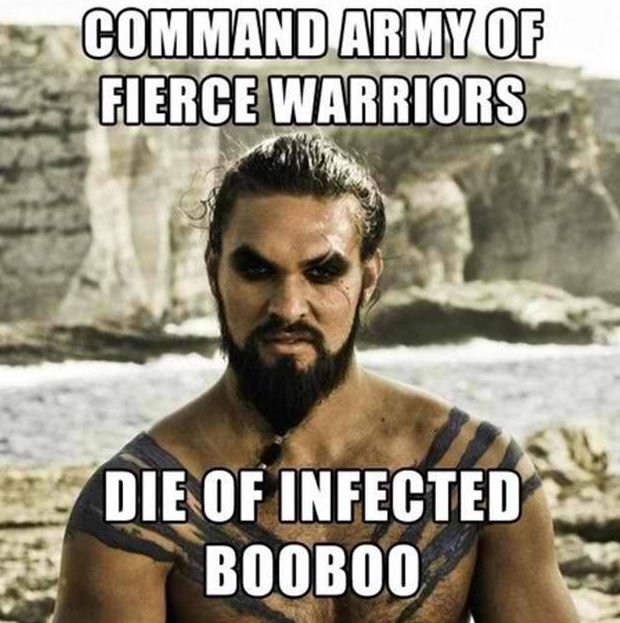 COMMAND ARMY OF
FIERCE WARRIORS
DIE OF INFECTED
BOOBOO